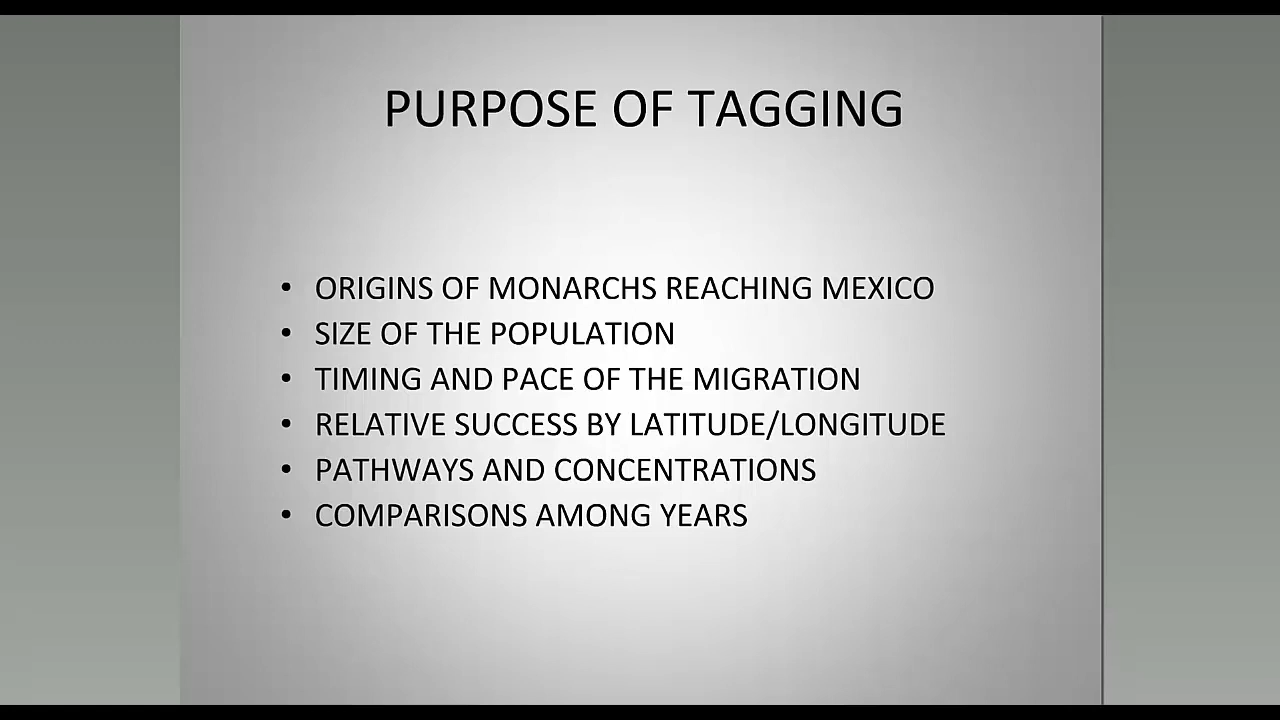 PURPOSE OF TAGGING
• ORIGINS OF MONARCHS REACHING MEXICO
• SIZE OF THE POPULATION
• TIMING AND PACE OF THE MIGRATION
• RELATIVE SUCCESS BY LATITUDE/LONGITUDE
• PATHWAYS AND CONCENTRATIONS
• COMPARISONS AMONG YEARS